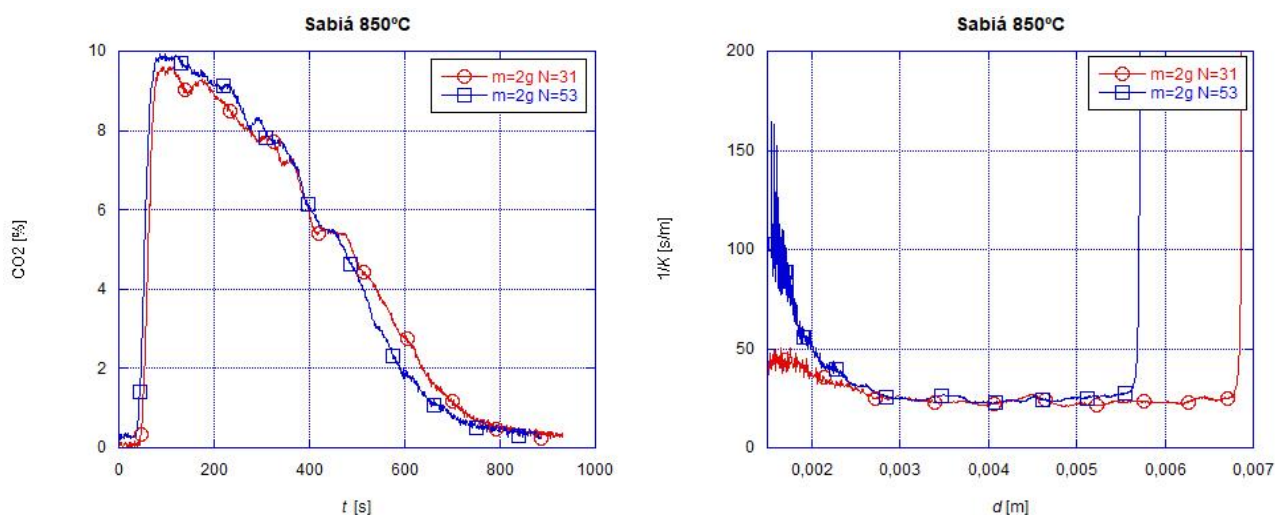 Sabiá 850ºC
10
8
6
4
2
0
0 200 400 600 800 1000
CO2 [%]
t [s]
m=2g N=31
m=2g N=53
Sabiá 850ºC
200
150
100
50
0
0,002 0,003 0,004 0,005 0,006 0,007
1/K [s/m]
d [m]
m=2g N=31
m=2g N=53